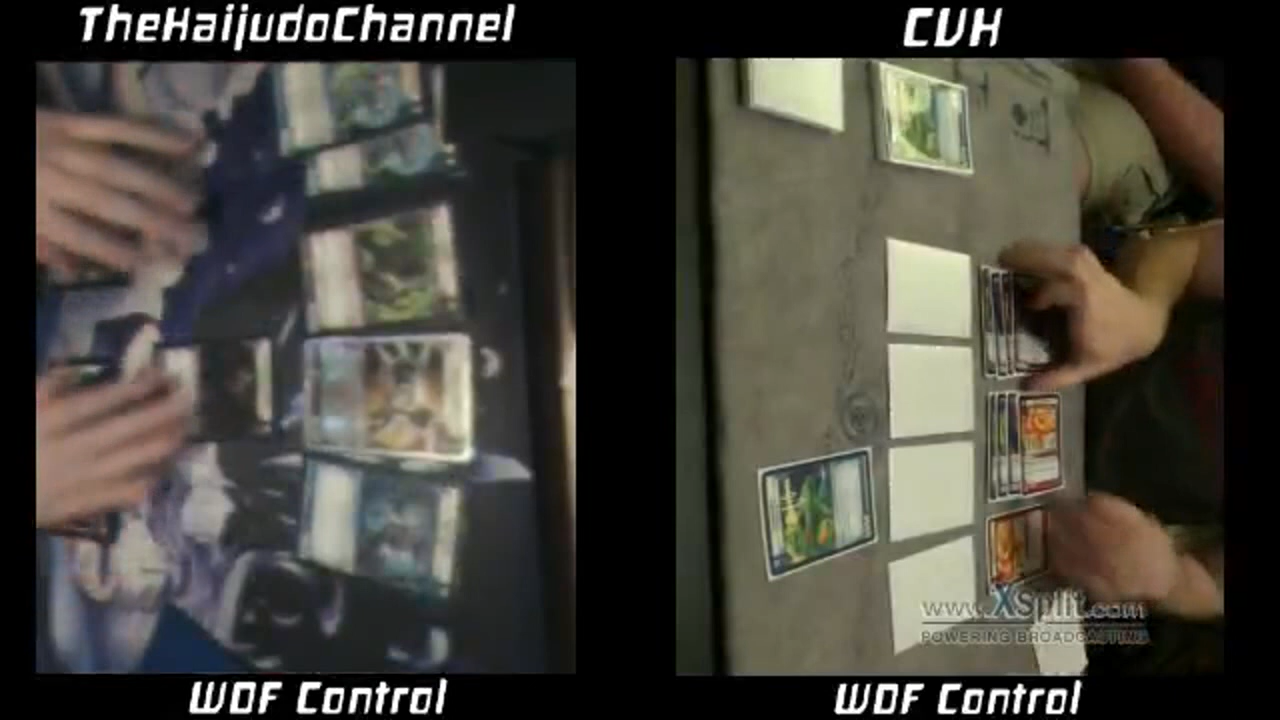 TheKaijudoChannel
CVH
www.XSplit.com
POWERING BROADCASTING
WDF Control
WDF Control